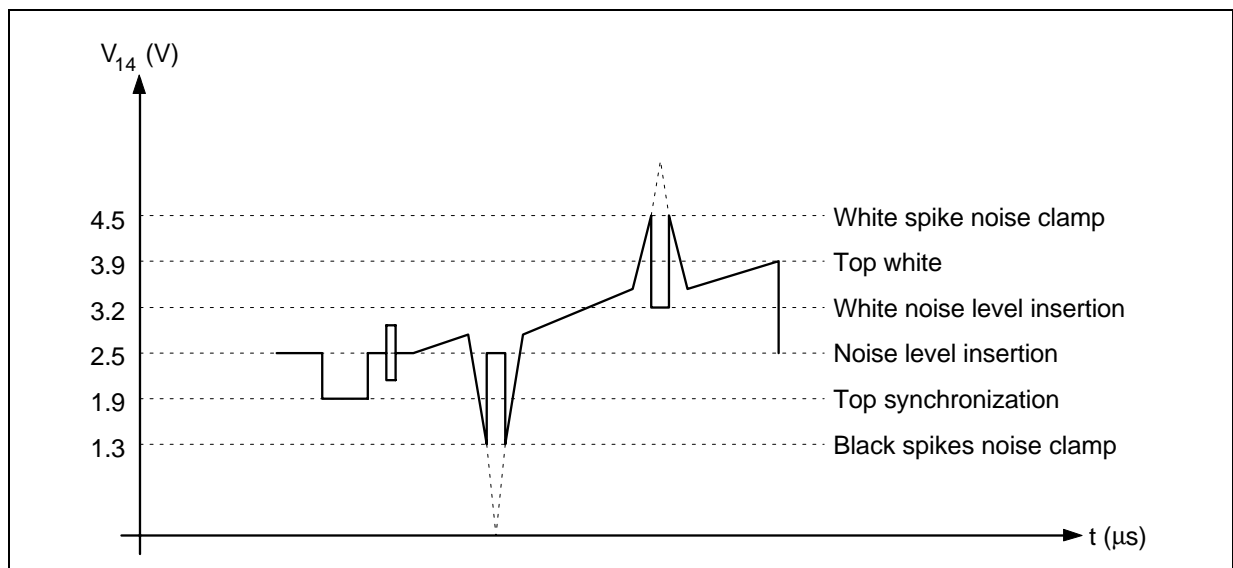 V14 (V)
4.5 White spike noise clamp
3.9 Top white
3.2 White noise level insertion
2.5 Noise level insertion
1.9 Top synchronization
1.3 Black spikes noise clamp
t (µs)